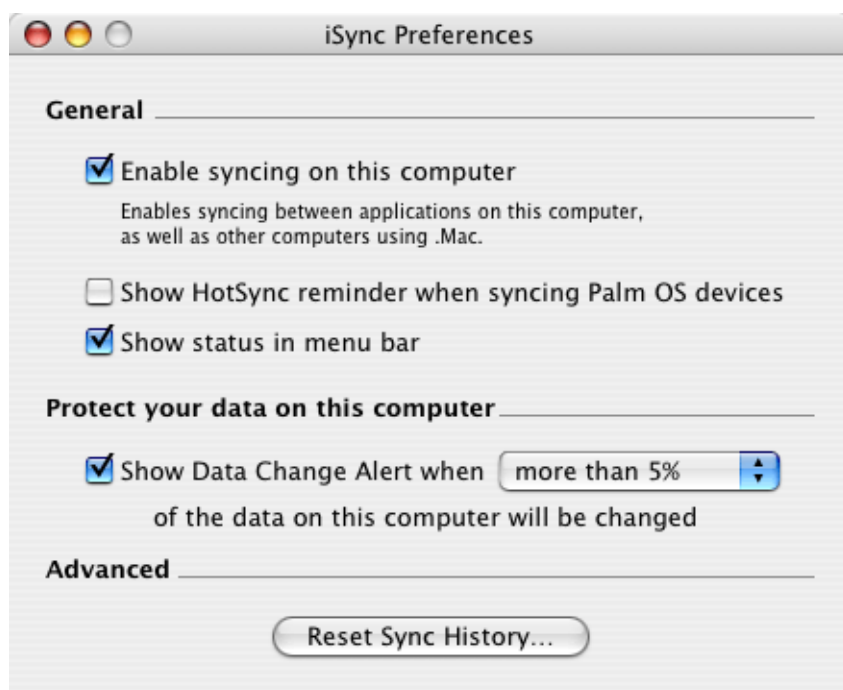 iSync Preferences
General
Enable syncing on this computer
Enables syncing between applications on this computer,
as well as other computers using .Mac.
Show HotSync reminder when syncing Palm OS devices
Show status in menu bar
Protect your data on this computer
Show Data Change Alert when more than 5%
of the data on this computer will be changed
Advanced
Reset Sync History...